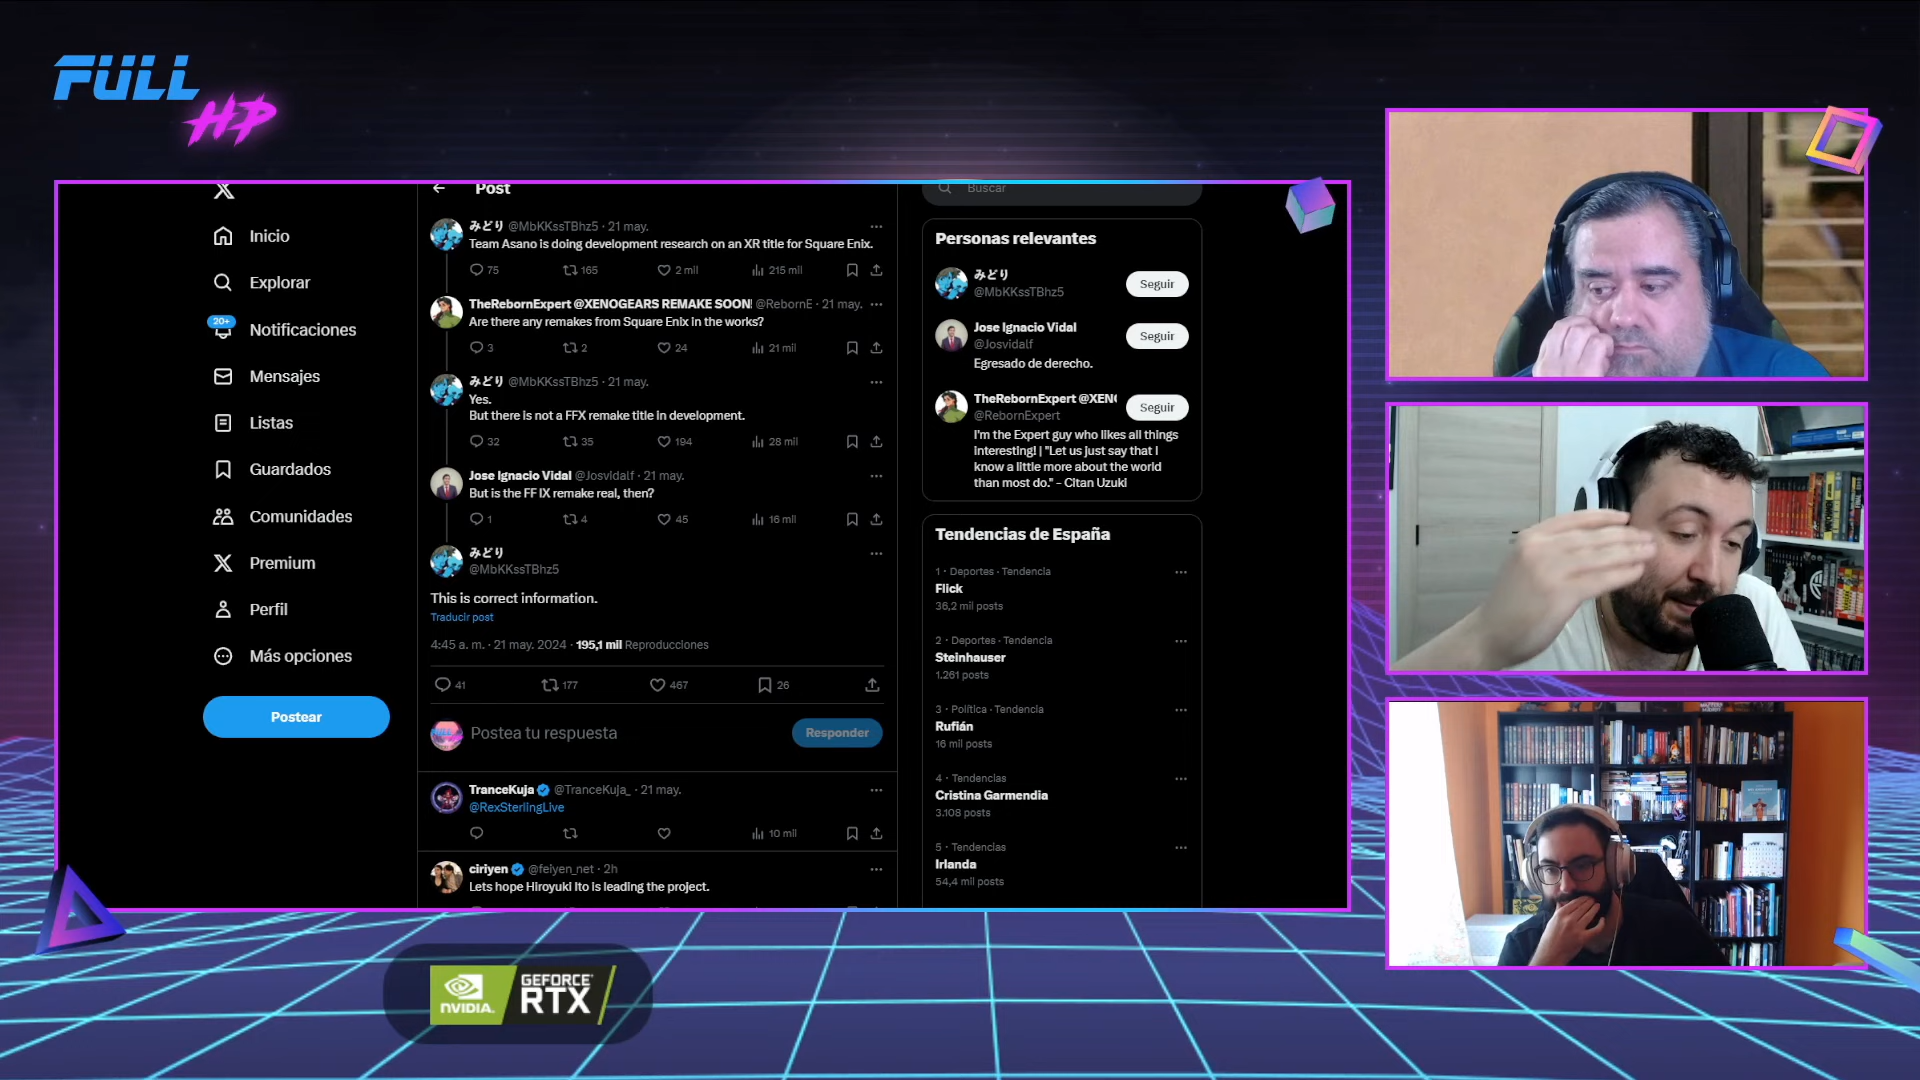 FULL
HP
Post
Buscar
Inicio
Explorar
20+
Notificaciones
Mensajes
Listas
Guardados
Comunidades
Premium
Perfil
Más opciones
Postear
みどり @MbKKssTBhz5 · 21 may.
Team Asano is doing development research on an XR title for Square Enix.
75 165 2 mil 215 mil
TheRebornExpert @XENOGEARS REMAKE SOON! @RebornE · 21 may.
Are there any remakes from Square Enix in the works?
3 2 24 21 mil
みどり @MbKKssTBhz5 · 21 may.
Yes.
But there is not a FFX remake title in development.
32 35 194 28 mil
Jose Ignacio Vidal @Josvidalf · 21 may.
But is the FF IX remake real, then?
1 4 45 16 mil
みどり
@MbKKssTBhz5
This is correct information.
Traducir post
4:45 a. m. · 21 may. 2024 · 195,1 mil Reproducciones
41 177 467 26
Postea tu respuesta
Responder
TranceKuja @TranceKuja_ · 21 may.
@RexSterlingLive
10 mil
ciriyen @feiyen_net · 2h
Lets hope Hiroyuki Ito is leading the project.
Personas relevantes
みどり
@MbKKssTBhz5
Seguir
Jose Ignacio Vidal
@Josvidalf
Seguir
Egresado de derecho.
TheRebornExpert @XEN
@RebornExpert
Seguir
I'm the Expert guy who likes all things
interesting! | "Let us just say that I
know a little more about the world
than most do." - Citan Uzuki
Tendencias de España
1 · Deportes · Tendencia
Flick
36,2 mil posts
2 · Deportes · Tendencia
Steinhauser
1.261 posts
3 · Política · Tendencia
Rufián
16 mil posts
4 · Tendencias
Cristina Garmendia
3.108 posts
5 · Tendencias
Irlanda
54,4 mil posts
NVIDIA.
GEFORCE
RTX